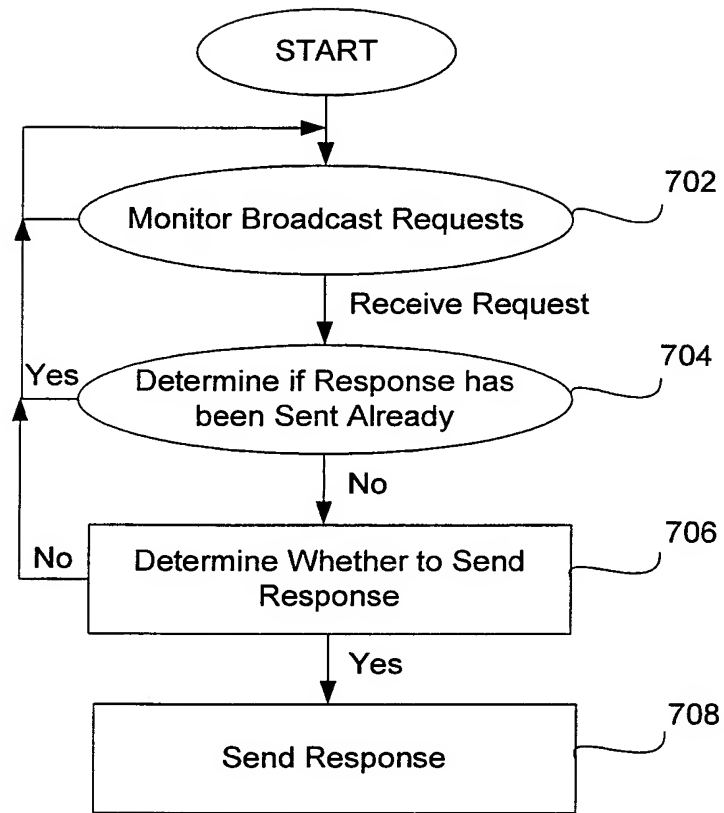 START
702
Monitor Broadcast Requests
Receive Request
704
Yes
Determine if Response has
been Sent Already
No
706
No
Determine Whether to Send
Response
Yes
708
Send Response